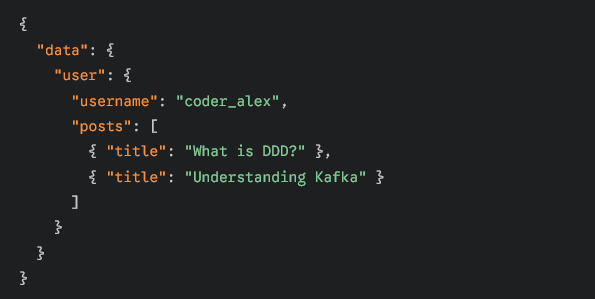 {
  "data": {
    "user": {
      "username": "coder_alex",
      "posts": [
        { "title": "What is DDD?" },
        { "title": "Understanding Kafka" }
      ]
    }
  }
}